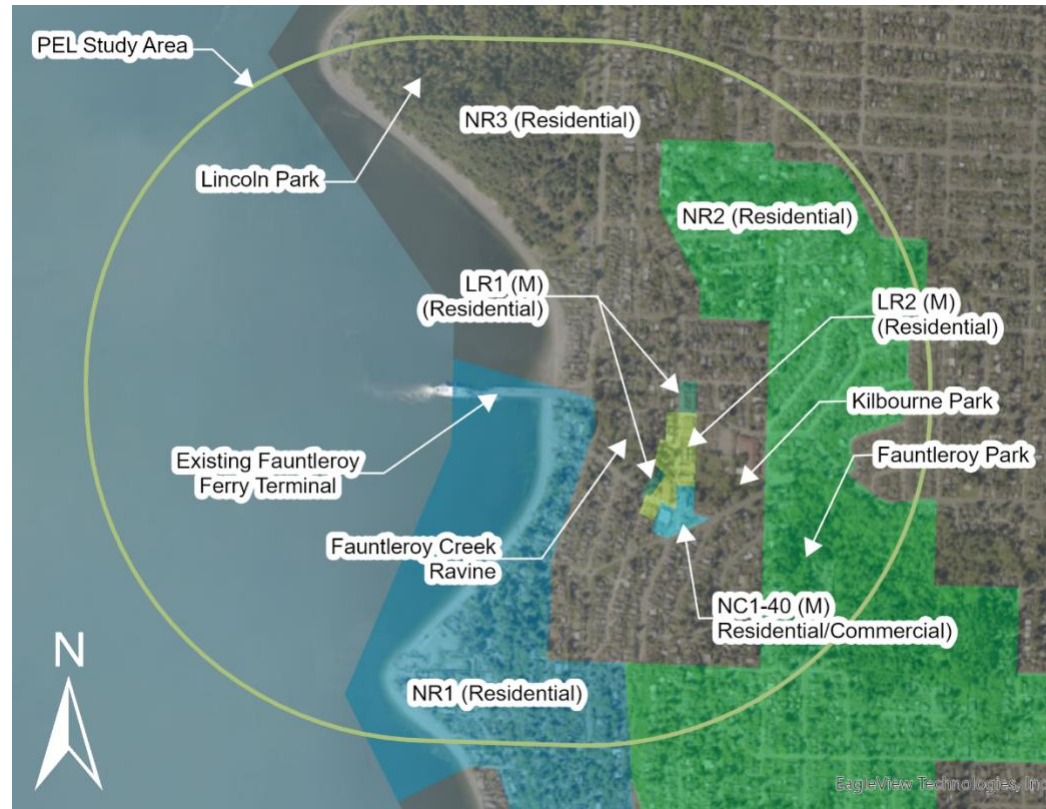 PEL Study Area
NR3 (Residential)
Lincoln Park
NR2 (Residential)
LR1 (M)
(Residential)
LR2 (M)
(Residential)
Kilbourne Park
Existing Fauntleroy
Ferry Terminal
Fauntleroy Park
Fauntleroy Creek
Ravine
NC1-40 (M)
Residential/Commercial)
N
NR1 (Residential)
EagleView Technologies, Inc